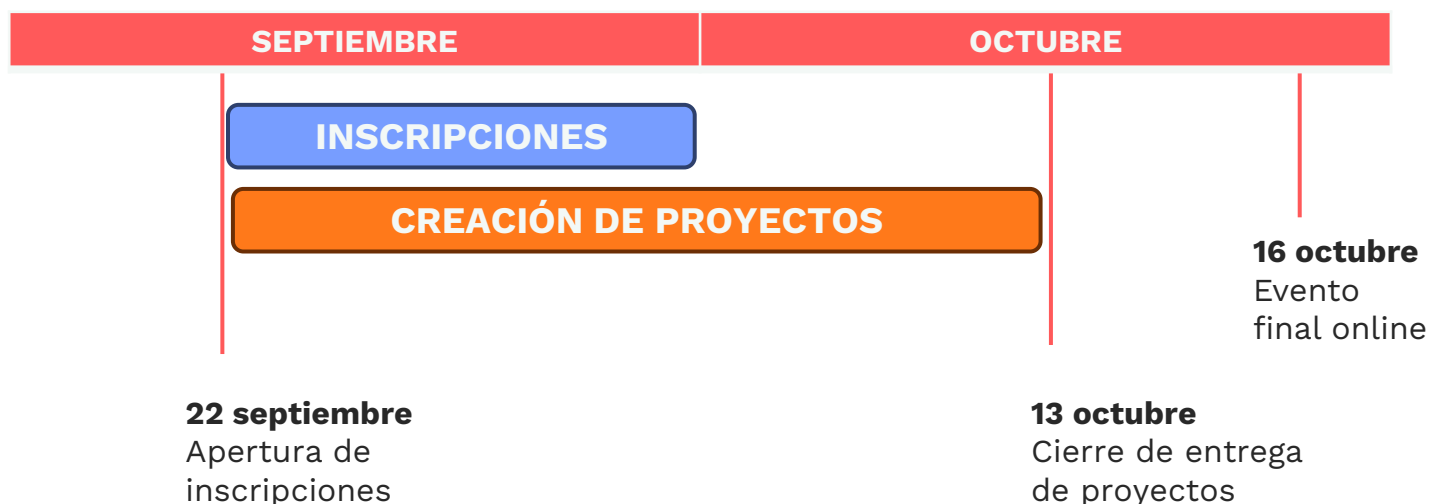 SEPTIEMBRE
OCTUBRE
INSCRIPCIONES
CREACIÓN DE PROYECTOS
16 octubre
Evento
final online
22 septiembre
Apertura de
inscripciones
13 octubre
Cierre de entrega
de proyectos